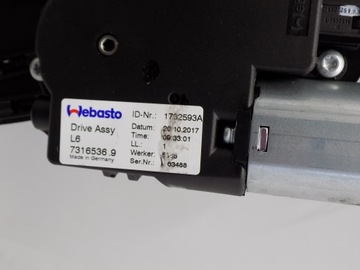 Webasto
Drive Assy
L6
7316536.9
Made in Germany
ID-Nr.: 1732593A
Datum: 20.10.2017
Time: 09:33:01
LL.: 1
Werker:
Ser.Nr.: 63488